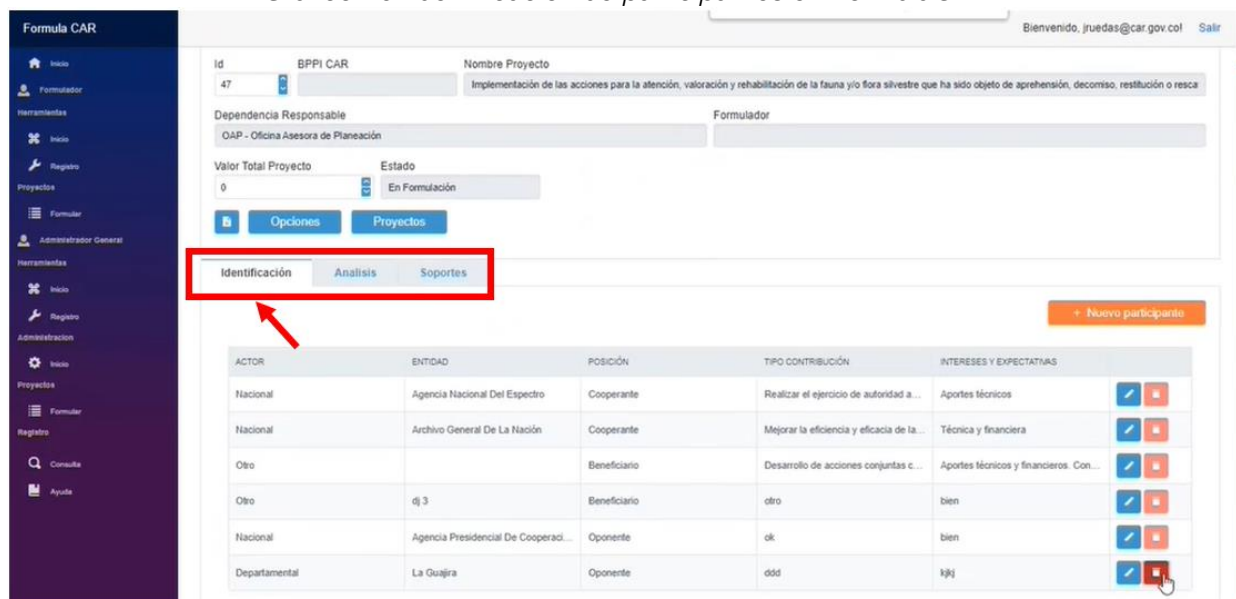 Formula CAR
Bienvenido, jruedas@car.gov.co! Salir
Inicio
Formulador
Herramientas
Inicio
Registro
Proyectos
Formular
Administrador General
Herramientas
Inicio
Registro
Administracion
Inicio
Proyectos
Formular
Registro
Consulta
Ayuda
Id BPPI CAR Nombre Proyecto
47 Implementación de las acciones para la atención, valoración y rehabilitación de la fauna y/o flora silvestre que ha sido objeto de aprehensión, decomiso, restitución o resca
Dependencia Responsable Formulador
OAP - Oficina Asesora de Planeación
Valor Total Proyecto Estado
0 En Formulación
Opciones Proyectos
Identificación Analisis Soportes
+ Nuevo participante
ACTOR ENTIDAD POSICIÓN TIPO CONTRIBUCIÓN INTERESES Y EXPECTATIVAS
Nacional Agencia Nacional Del Espectro Cooperante Realizar el ejercicio de autoridad a... Aportes técnicos
Nacional Archivo General De La Nación Cooperante Mejorar la eficiencia y eficacia de la... Técnica y financiera
Otro Beneficiario Desarrollo de acciones conjuntas c... Aportes técnicos y financieros. Con...
Otro dj 3 Beneficiario otro bien
Nacional Agencia Presidencial De Cooperaci... Oponente ok bien
Departamental La Guajira Oponente ddd kjkj